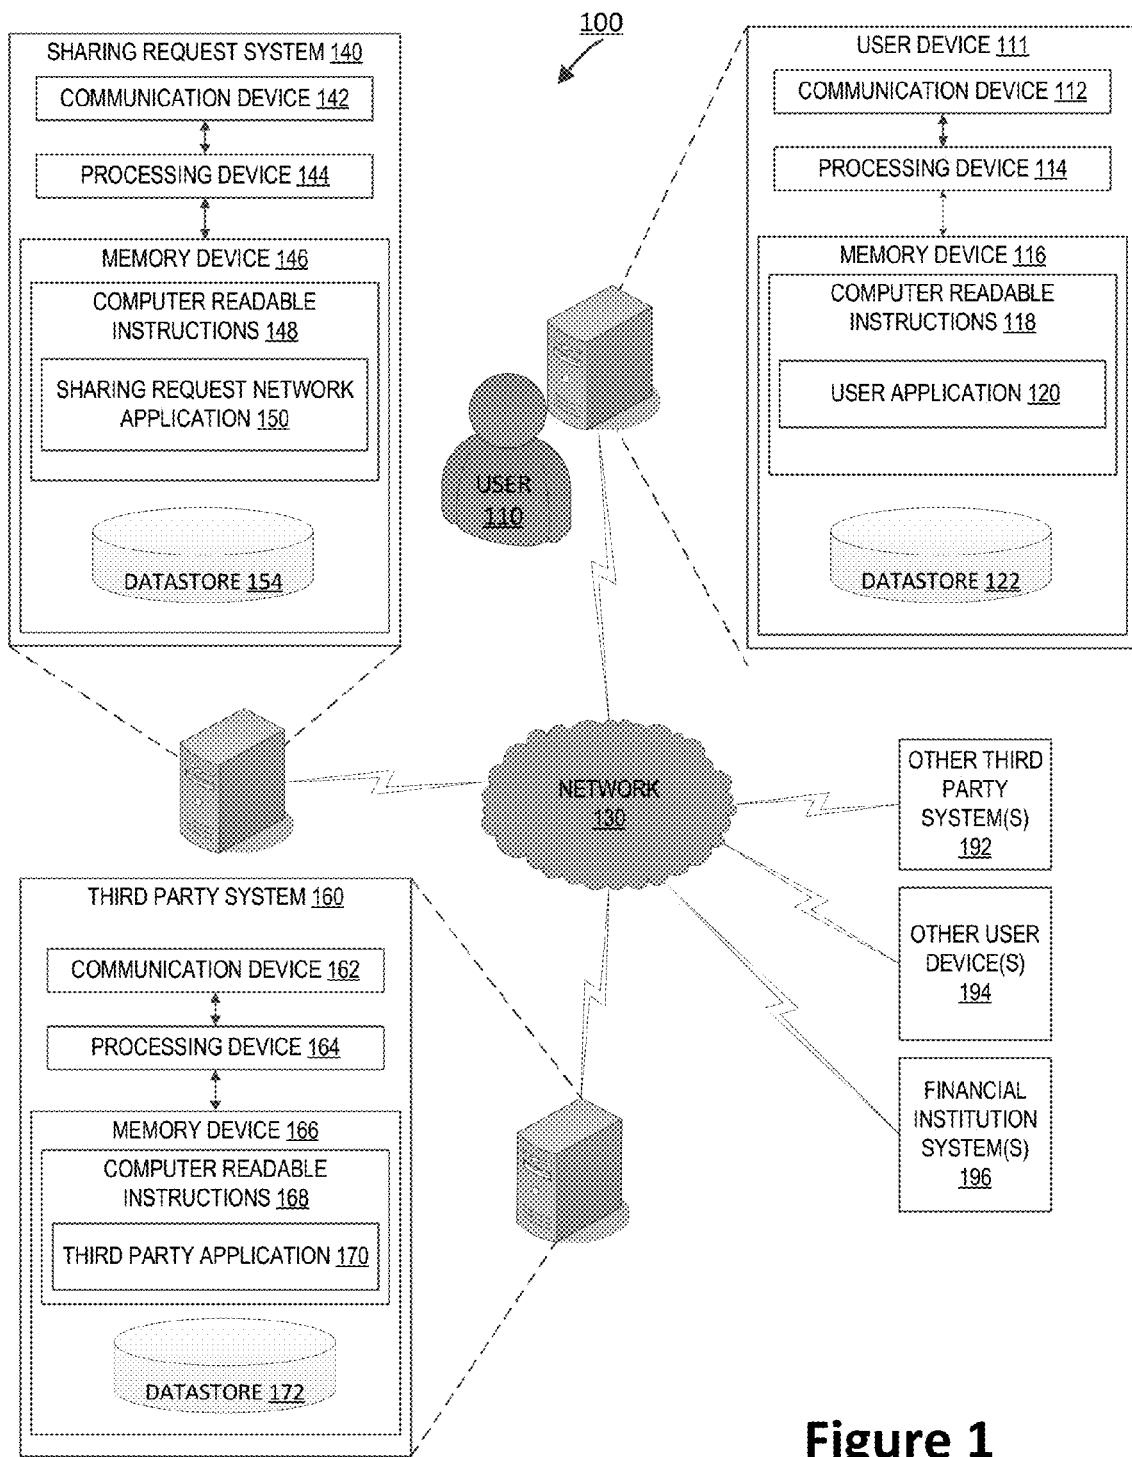 100
SHARING REQUEST SYSTEM 140
COMMUNICATION DEVICE 142
PROCESSING DEVICE 144
MEMORY DEVICE 146
COMPUTER READABLE
INSTRUCTIONS 148
SHARING REQUEST NETWORK
APPLICATION 150
DATASTORE 154
USER DEVICE 111
COMMUNICATION DEVICE 112
PROCESSING DEVICE 114
MEMORY DEVICE 116
COMPUTER READABLE
INSTRUCTIONS 118
USER APPLICATION 120
DATASTORE 122
USER
110
NETWORK
130
OTHER THIRD
PARTY
SYSTEM(S)
192
OTHER USER
DEVICE(S)
194
FINANCIAL
INSTITUTION
SYSTEM(S)
196
THIRD PARTY SYSTEM 160
COMMUNICATION DEVICE 162
PROCESSING DEVICE 164
MEMORY DEVICE 166
COMPUTER READABLE
INSTRUCTIONS 168
THIRD PARTY APPLICATION 170
DATASTORE 172
Figure 1